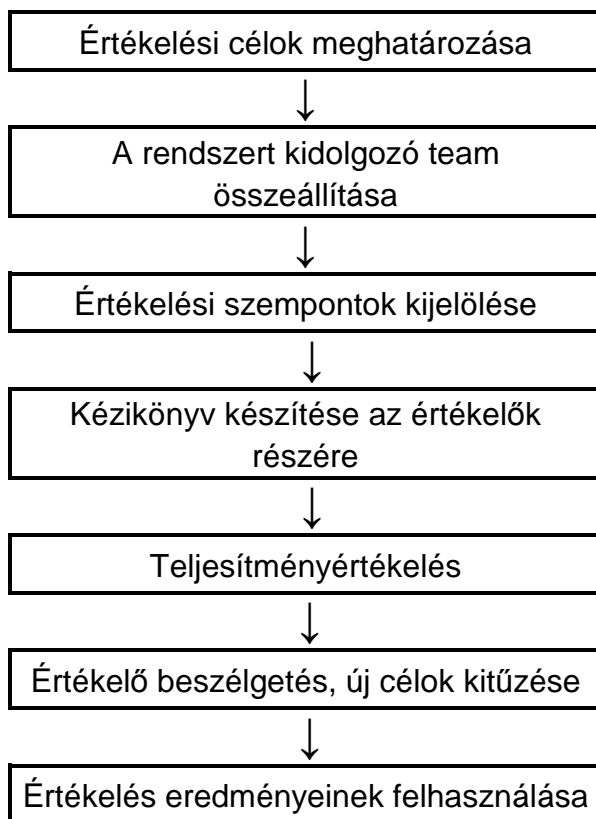 Értékelési célok meghatározása
↓
A rendszert kidolgozó team
összeállítása
↓
Értékelési szempontok kijelölése
↓
Kézikönyv készítése az értékelők
részére
↓
Teljesítményértékelés
↓
Értékelő beszélgetés, új célok kitűzése
↓
Értékelés eredményeinek felhasználása